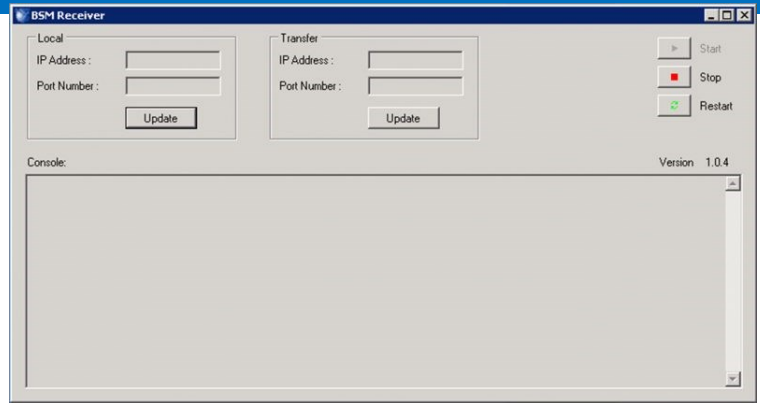 BSM Receiver
Local
IP Address :
Port Number :
Update
Transfer
IP Address :
Port Number :
Update
Start
Stop
Restart
Console:
Version 1.0.4